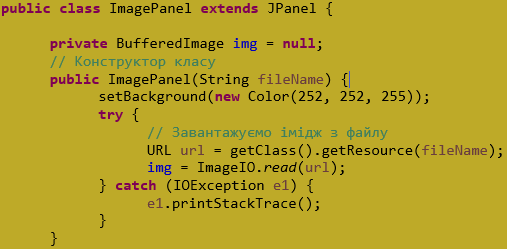 public class ImagePanel extends JPanel {
private BufferedImage img = null;
// Конструктор класу
public ImagePanel(String fileName) {
setBackground(new Color(252, 252, 255));
try {
// Завантажуємо імідж з файлу
URL url = getClass().getResource(fileName);
img = ImageIO.read(url);
} catch (IOException e1) {
e1.printStackTrace();
}
}